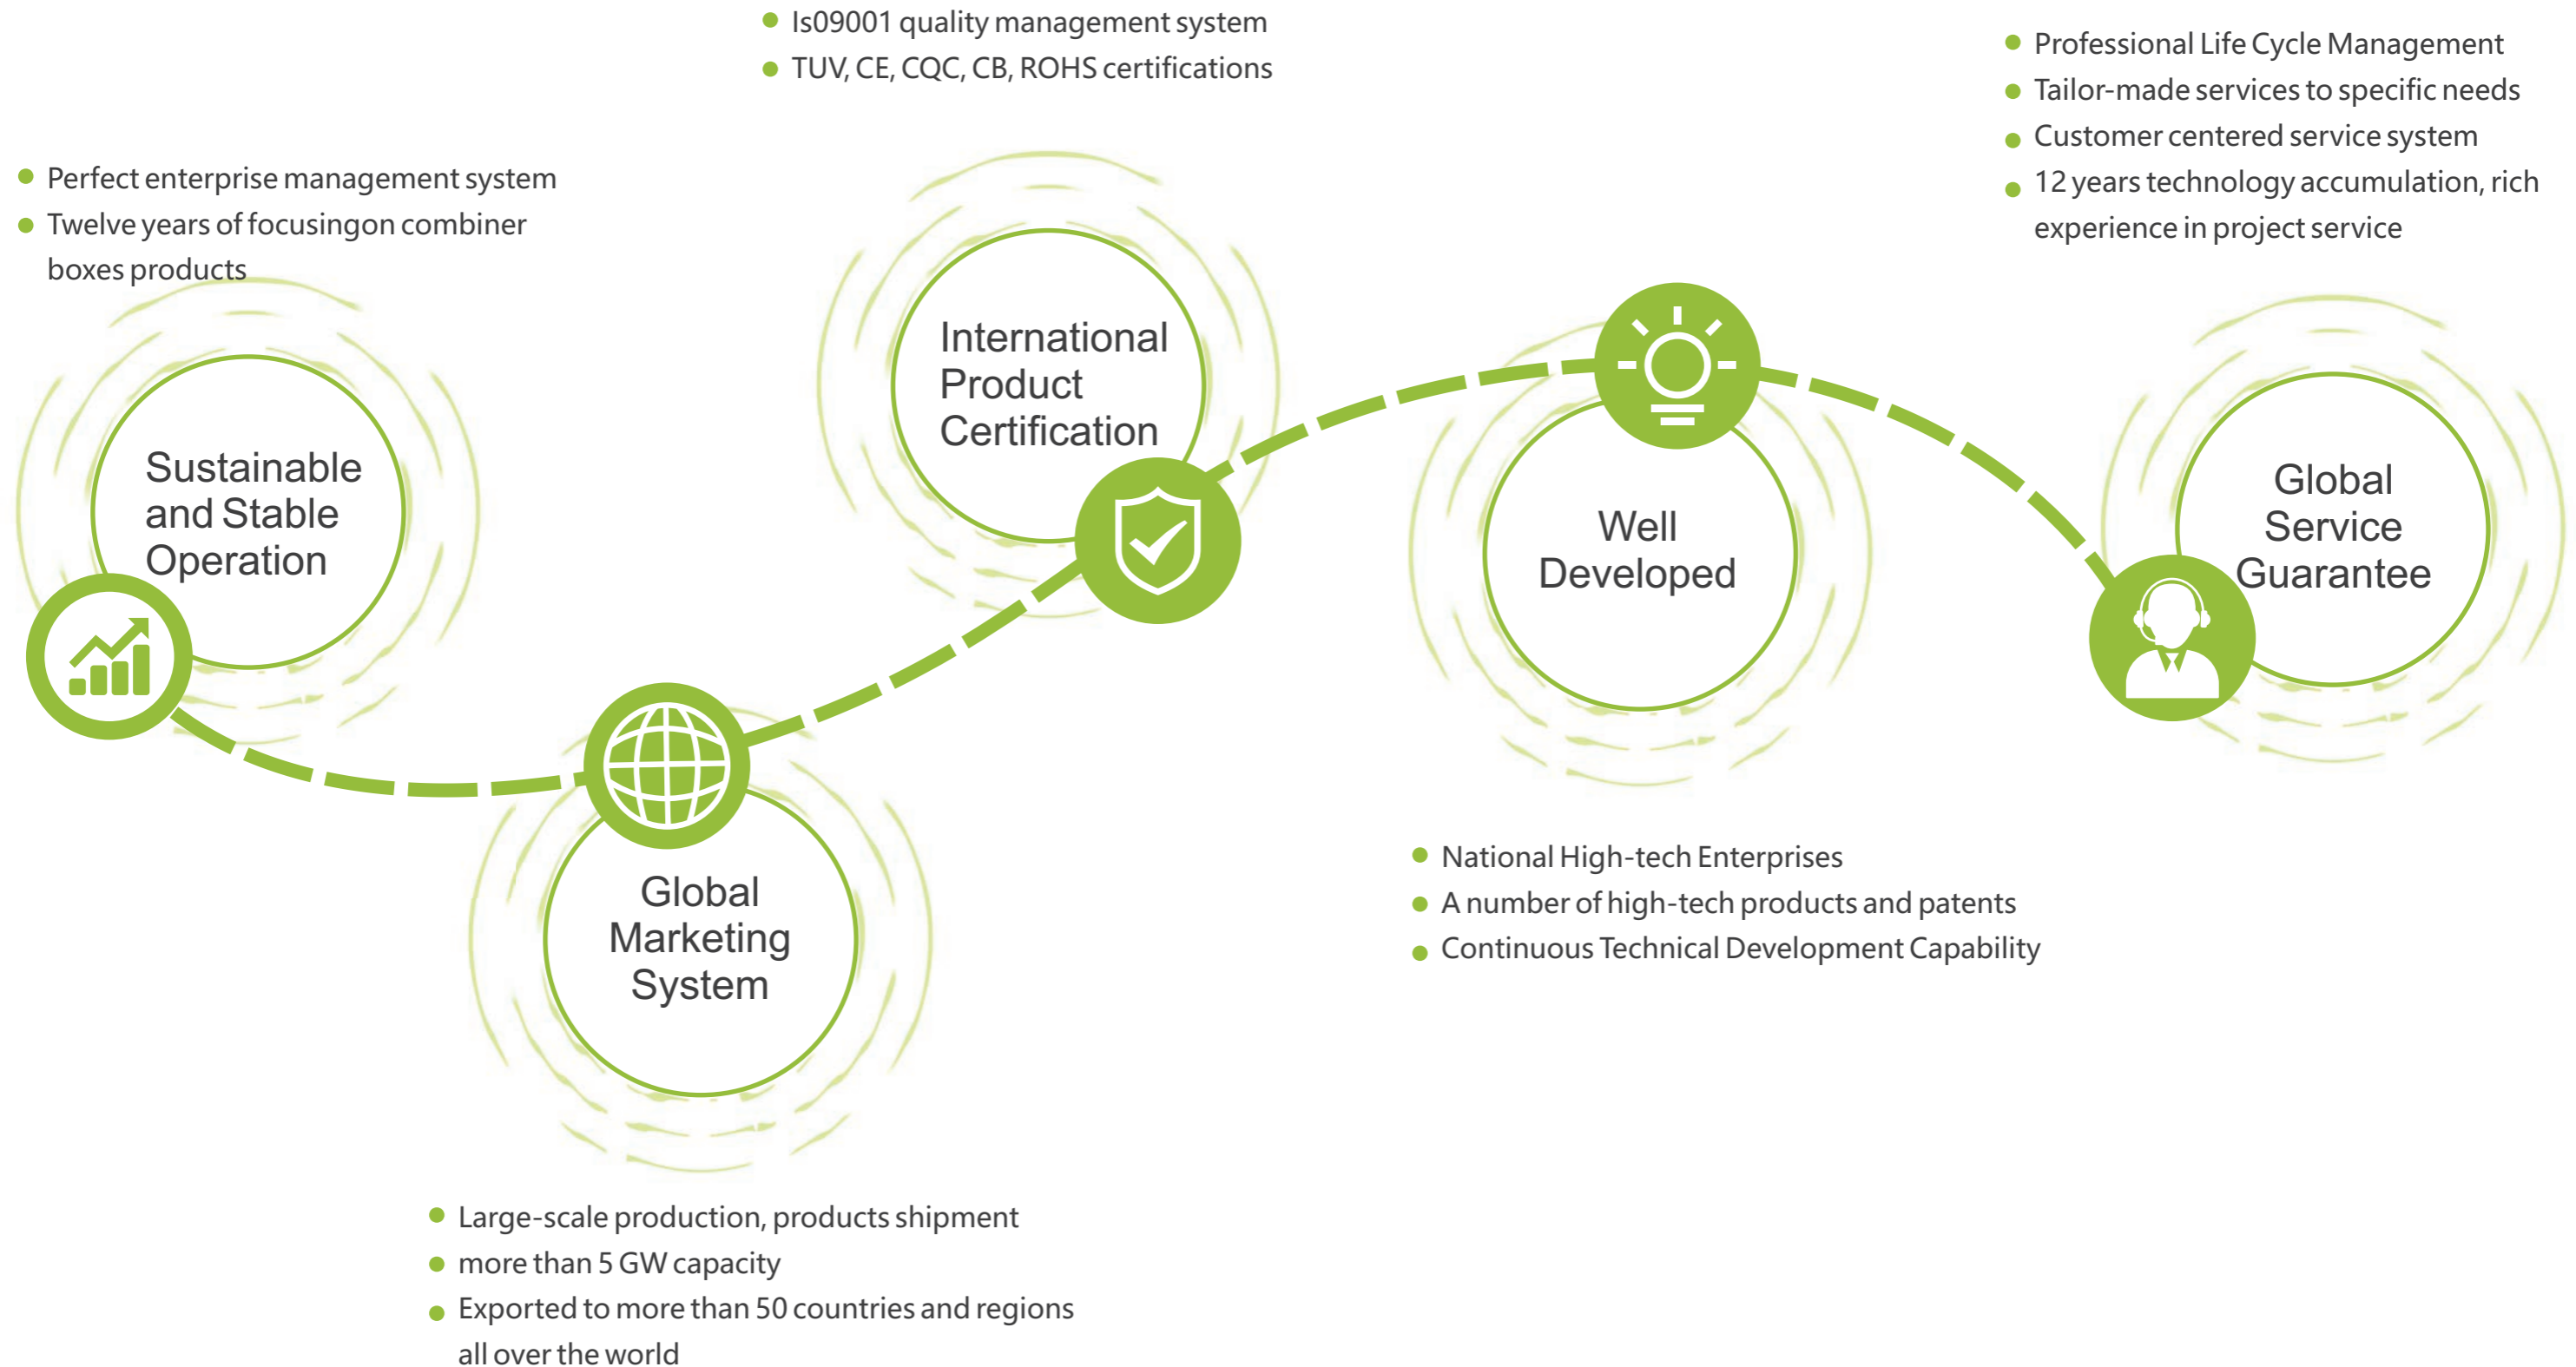 Perfect enterprise management system
Twelve years of focusingon combiner
boxes products
Sustainable
and Stable
Operation
Global
Marketing
System
Large-scale production, products shipment
more than 5 GW capacity
Exported to more than 50 countries and regions
all over the world
Is09001 quality management system
TUV, CE, CQC, CB, ROHS certifications
International
Product
Certification
Well
Developed
National High-tech Enterprises
A number of high-tech products and patents
Continuous Technical Development Capability
Professional Life Cycle Management
Tailor-made services to specific needs
Customer centered service system
12 years technology accumulation, rich
experience in project service
Global
Service
Guarantee